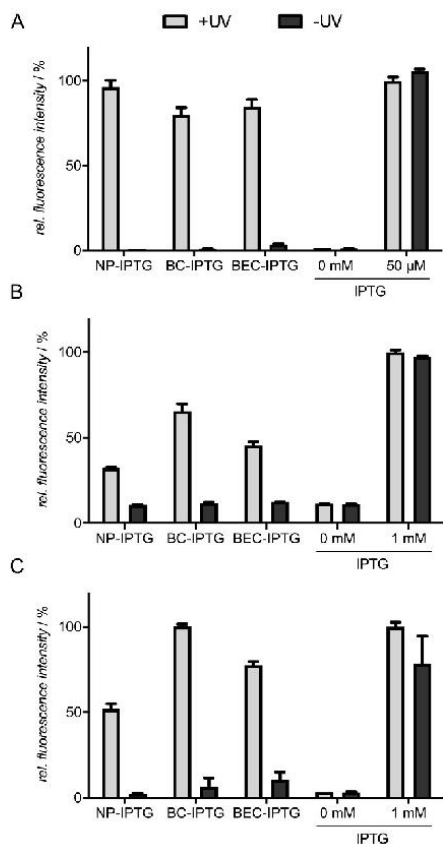 A
+UV -UV
rel. fluorescence intensity / %
100
50
0
NP-IPTG BC-IPTG BEC-IPTG 0 mM 50 µM
IPTG
B
rel. fluorescence intensity / %
100
50
0
NP-IPTG BC-IPTG BEC-IPTG 0 mM 1 mM
IPTG
C
rel. fluorescence intensity / %
100
50
0
NP-IPTG BC-IPTG BEC-IPTG 0 mM 1 mM
IPTG